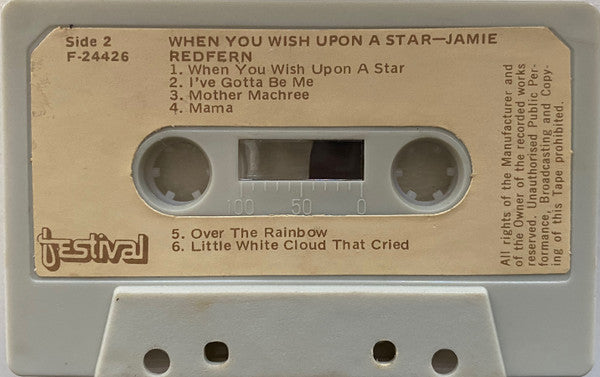 Side 2
F-24426
WHEN YOU WISH UPON A STAR—JAMIE
REDFERN
1. When You Wish Upon A Star
2. I've Gotta Be Me
3. Mother Machree
4. Mama
100 50 0
5. Over The Rainbow
6. Little White Cloud That Cried
festival
All rights of the Manufacturer and
of the Owner of the recorded works
reserved. Unauthorised Public Per-
formance, Broadcasting and Copy-
ing of this Tape prohibited.